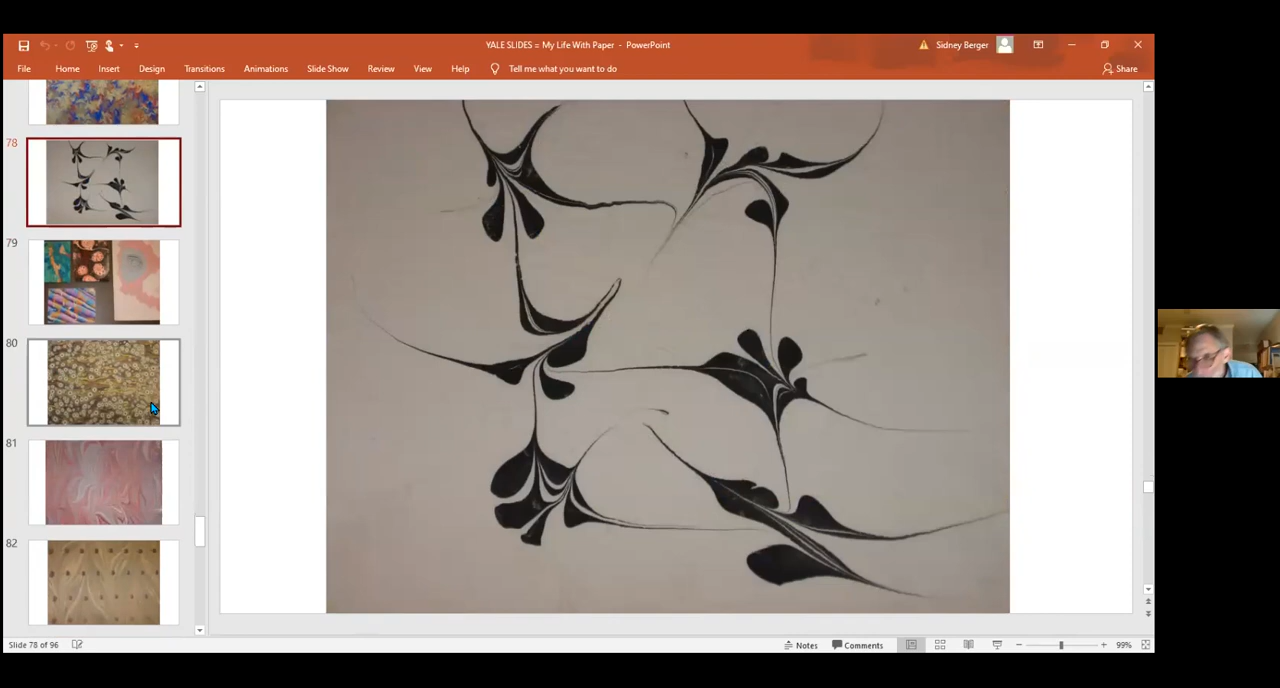 YALE SLIDES = My Life With Paper - PowerPoint
Sidney Berger
File Home Insert Design Transitions Animations Slide Show Review View Help Tell me what you want to do
Share
78
79
80
81
82
Slide 78 of 96
Notes
Comments
99%